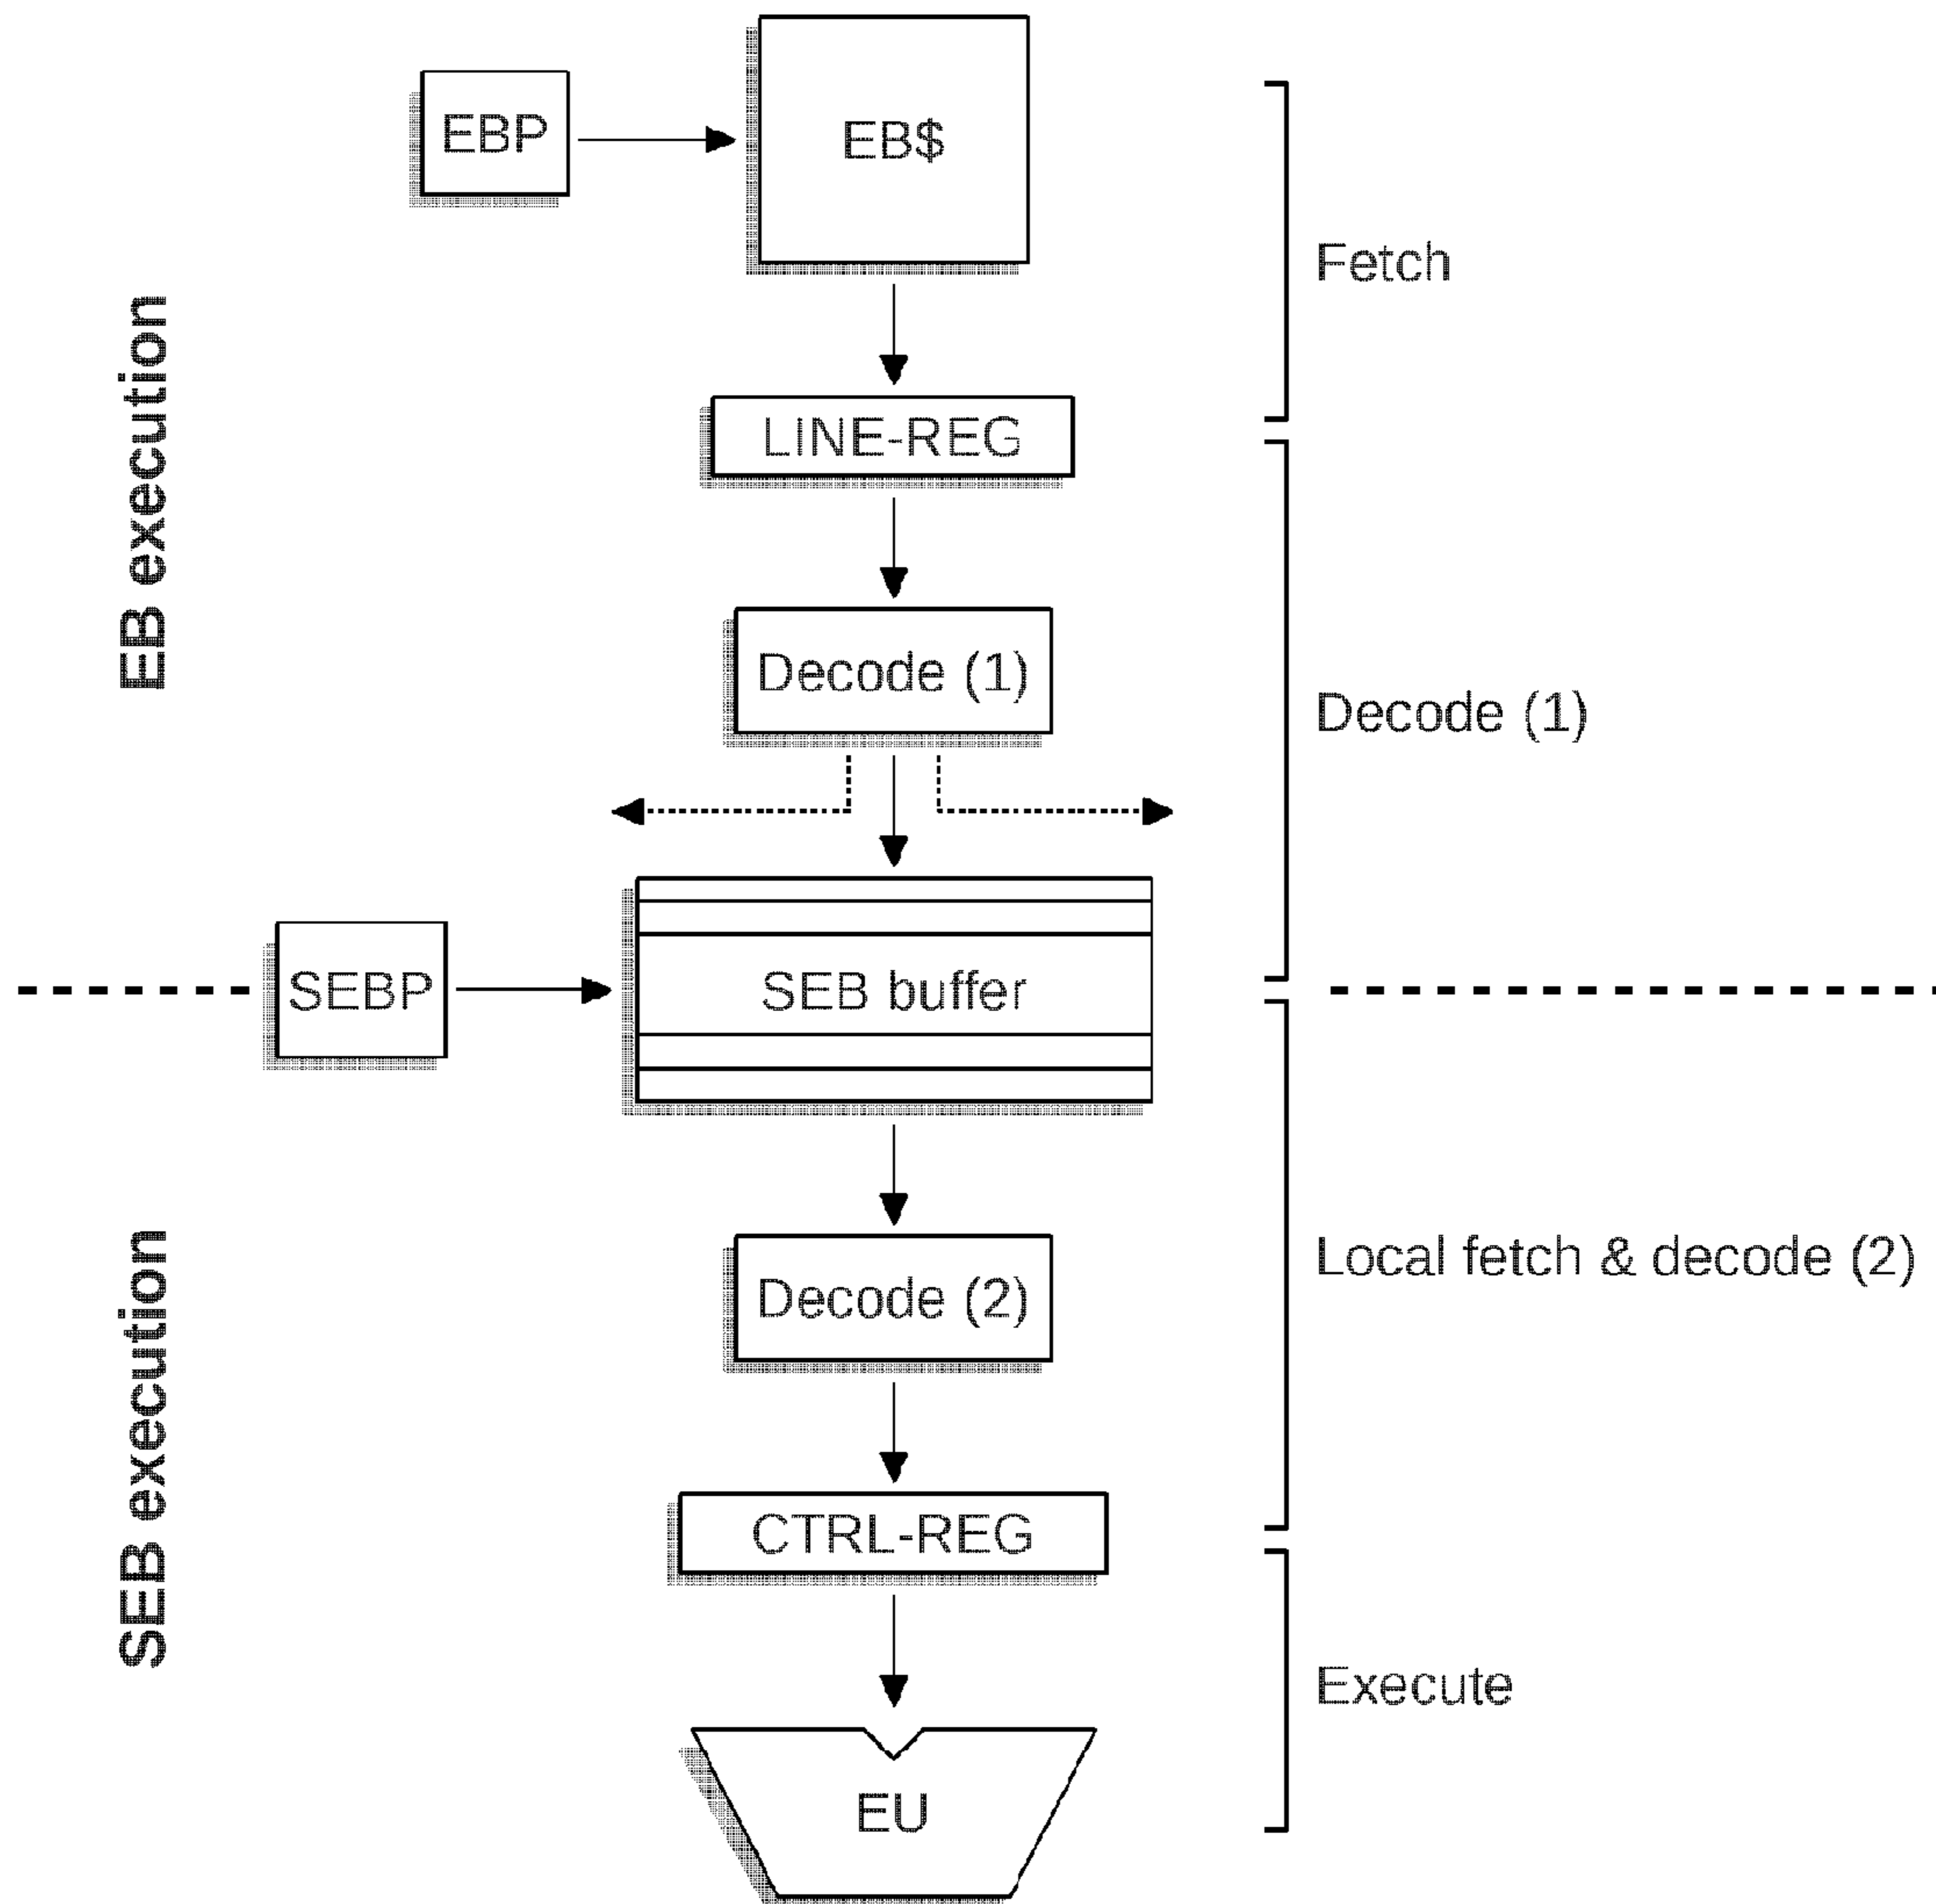 EBP
EB$
Fetch
EB execution
LINE-REG
Decode (1)
Decode (1)
SEBP
SEB buffer
Local fetch & decode (2)
Decode (2)
SEB execution
CTRL-REG
Execute
EU